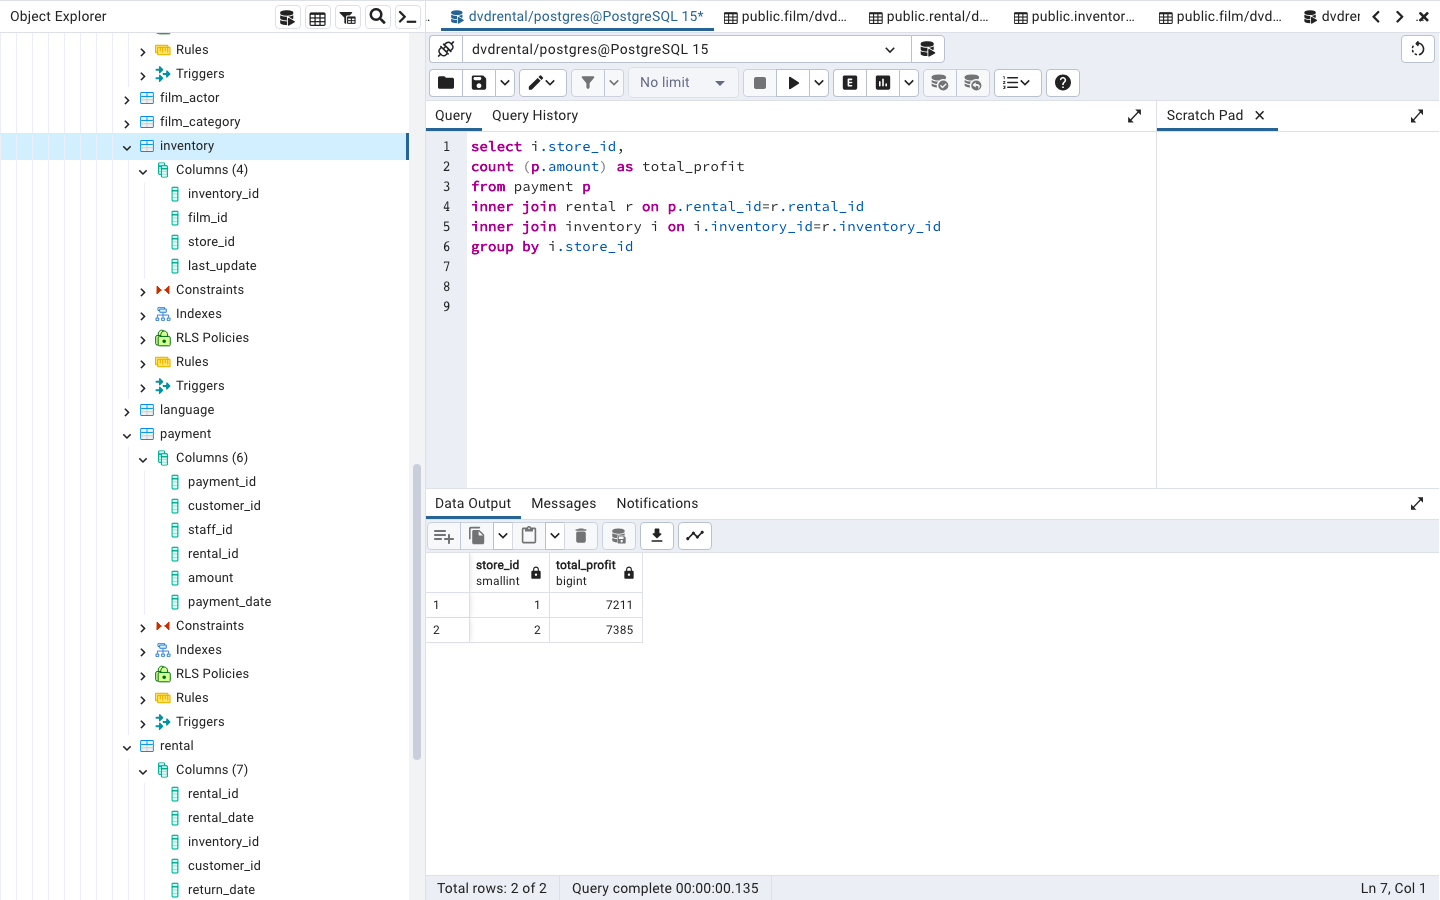 Object Explorer
dvdrental/postgres@PostgreSQL 15*
public.film/dvd...
public.rental/d...
public.inventor...
public.film/dvd...
dvdrer
dvdrental/postgres@PostgreSQL 15
No limit
E
Query
Query History
Scratch Pad
Rules
Triggers
film_actor
film_category
inventory
Columns (4)
inventory_id
film_id
store_id
last_update
Constraints
Indexes
RLS Policies
Rules
Triggers
language
payment
Columns (6)
payment_id
customer_id
staff_id
rental_id
amount
payment_date
Constraints
Indexes
RLS Policies
Rules
Triggers
rental
Columns (7)
rental_id
rental_date
inventory_id
customer_id
return_date
1 select i.store_id,
2 count (p.amount) as total_profit
3 from payment p
4 inner join rental r on p.rental_id=r.rental_id
5 inner join inventory i on i.inventory_id=r.inventory_id
6 group by i.store_id
7
8
9
Data Output
Messages
Notifications
store_id smallint
total_profit bigint
1 1 7211
2 2 7385
Total rows: 2 of 2
Query complete 00:00:00.135
Ln 7, Col 1